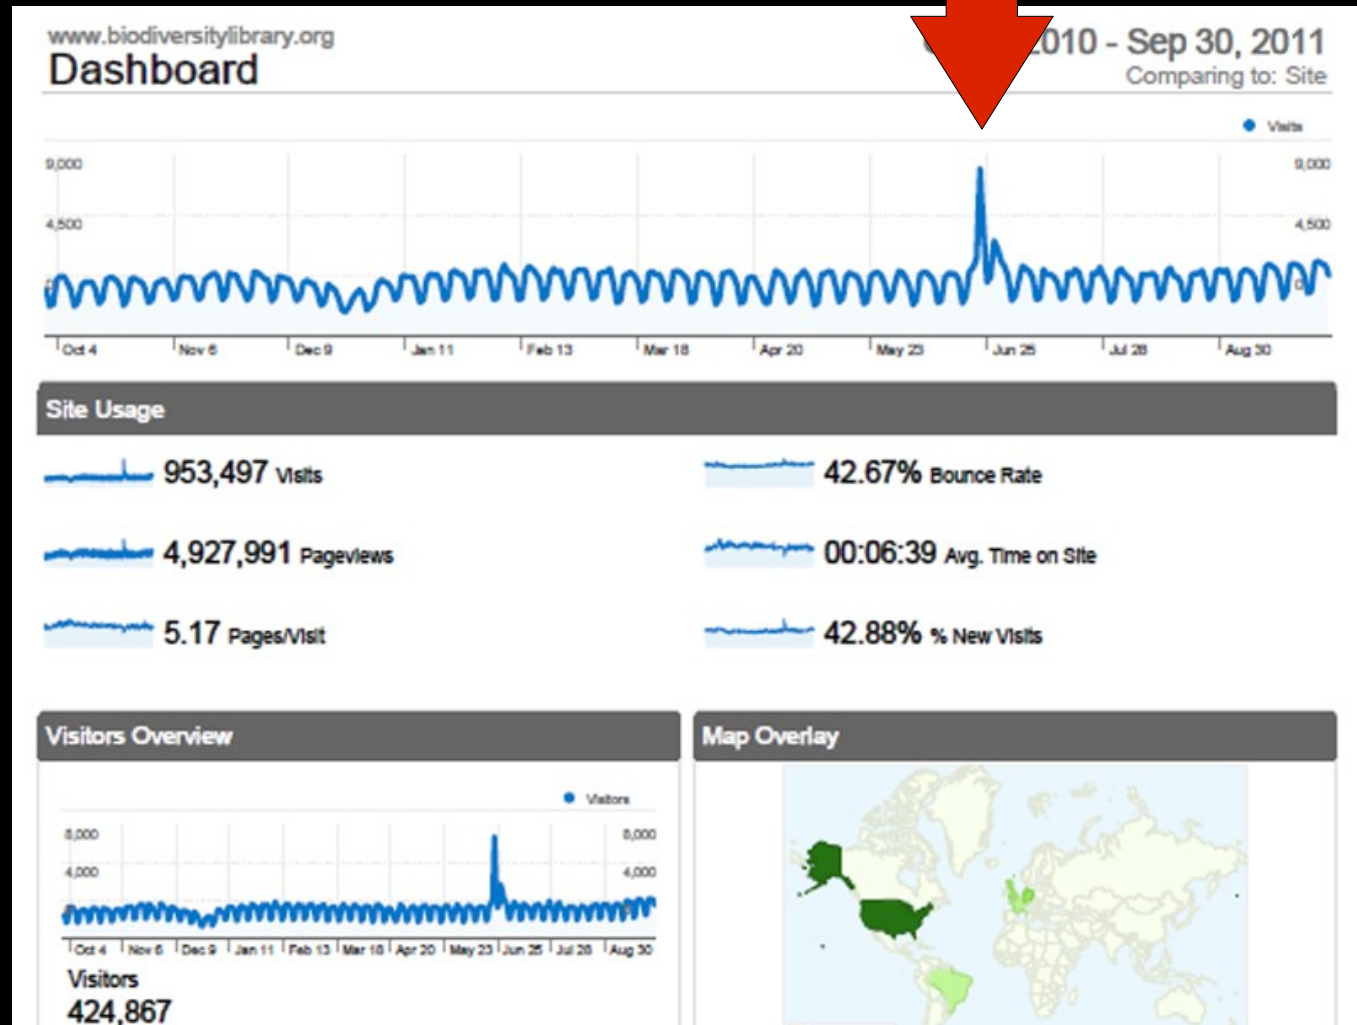 www.biodiversitylibrary.org
Dashboard
2010 - Sep 30, 2011
Comparing to: Site
Visits
9,000 9,000
4,500 4,500
0 0
Oct 4 Nov 6 Dec 9 Jan 11 Feb 13 Mar 18 Apr 20 May 23 Jun 25 Jul 28 Aug 30
Site Usage
953,497 Visits
42.67% Bounce Rate
4,927,991 Pageviews
00:06:39 Avg. Time on Site
5.17 Pages/Visit
42.88% % New Visits
Visitors Overview
Visitors
8,000 8,000
4,000 4,000
Oct 4 Nov 6 Dec 9 Jan 11 Feb 13 Mar 18 Apr 20 May 23 Jun 25 Jul 28 Aug 30
Visitors
424,867
Map Overlay